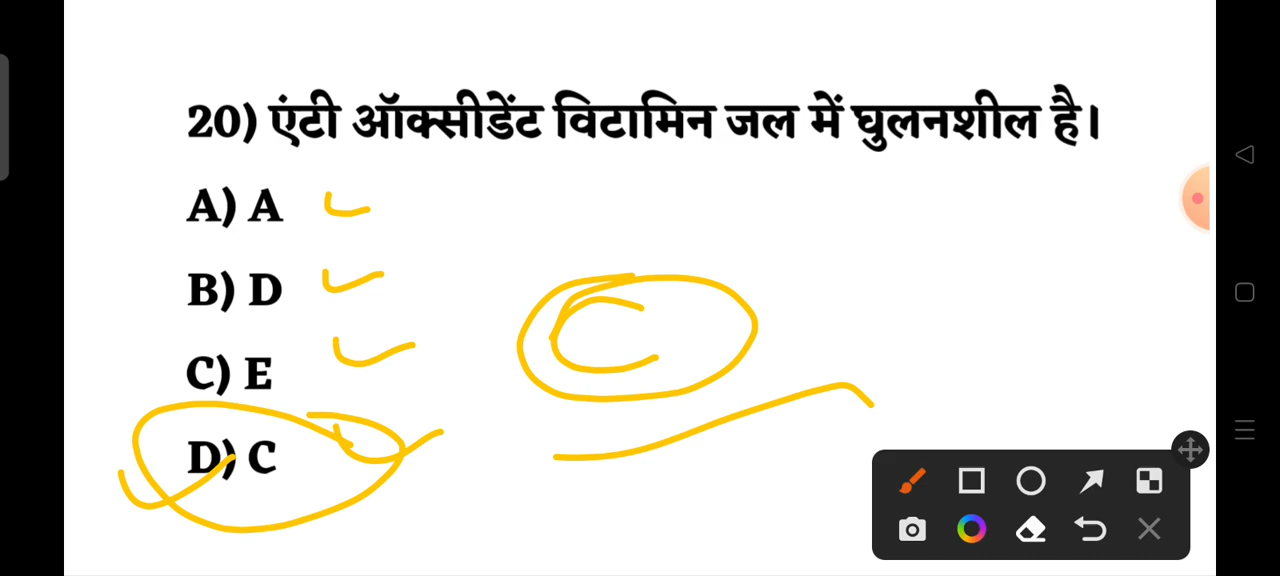 20) एंटी ऑक्सीडेंट विटामिन जल में घुलनशील है।
A) A
B) D
C) E
C
D) C